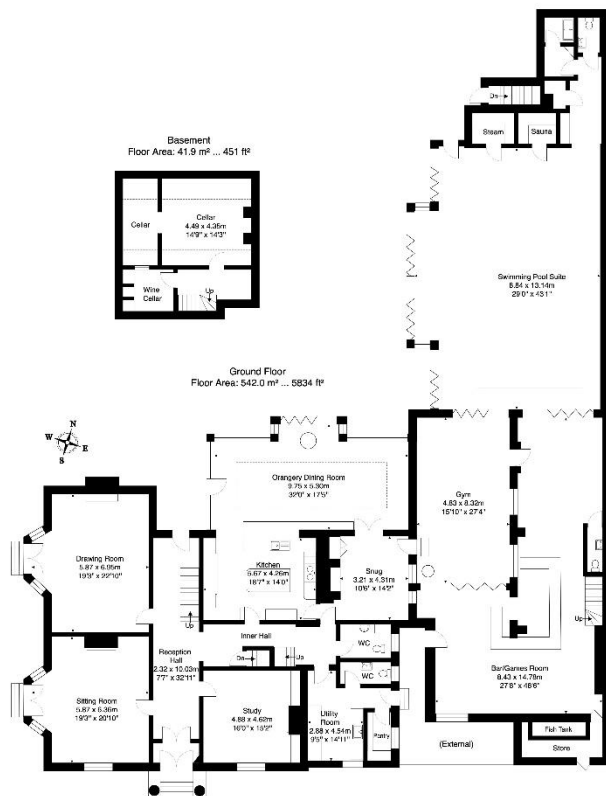 Basement
Floor Area: 41.9 m² ... 451 ft²
Cellar
Cellar
4.49 x 4.35m
14'9" x 14'3"
Wine
Cellar
Up
Dn
Steam
Sauna
Swimming Pool Suite
8.84 x 13.14m
29'0" x 43'1"
Ground Floor
Floor Area: 542.0 m² ... 5834 ft²
N
W
E
S
Orangery Dining Room
9.75 x 5.30m
32'0" x 17'5"
Gym
4.83 x 8.32m
15'10" x 27'4"
Drawing Room
5.87 x 6.95m
19'3" x 22'10"
Kitchen
5.67 x 4.26m
18'7" x 14'0"
Snug
3.21 x 4.31m
10'6" x 14'2"
Up
Inner Hall
Dn
Up
WC
Reception
Hall
2.32 x 10.03m
7'7" x 32'11"
Up
Bar/Games Room
8.43 x 14.78m
27'8" x 48'6"
Sitting Room
5.87 x 6.36m
19'3" x 20'10"
Study
4.88 x 4.62m
16'0" x 15'2"
WC
Utility
Room
2.88 x 4.54m
9'5" x 14'11"
Pantry
(External)
Fish Tank
Store